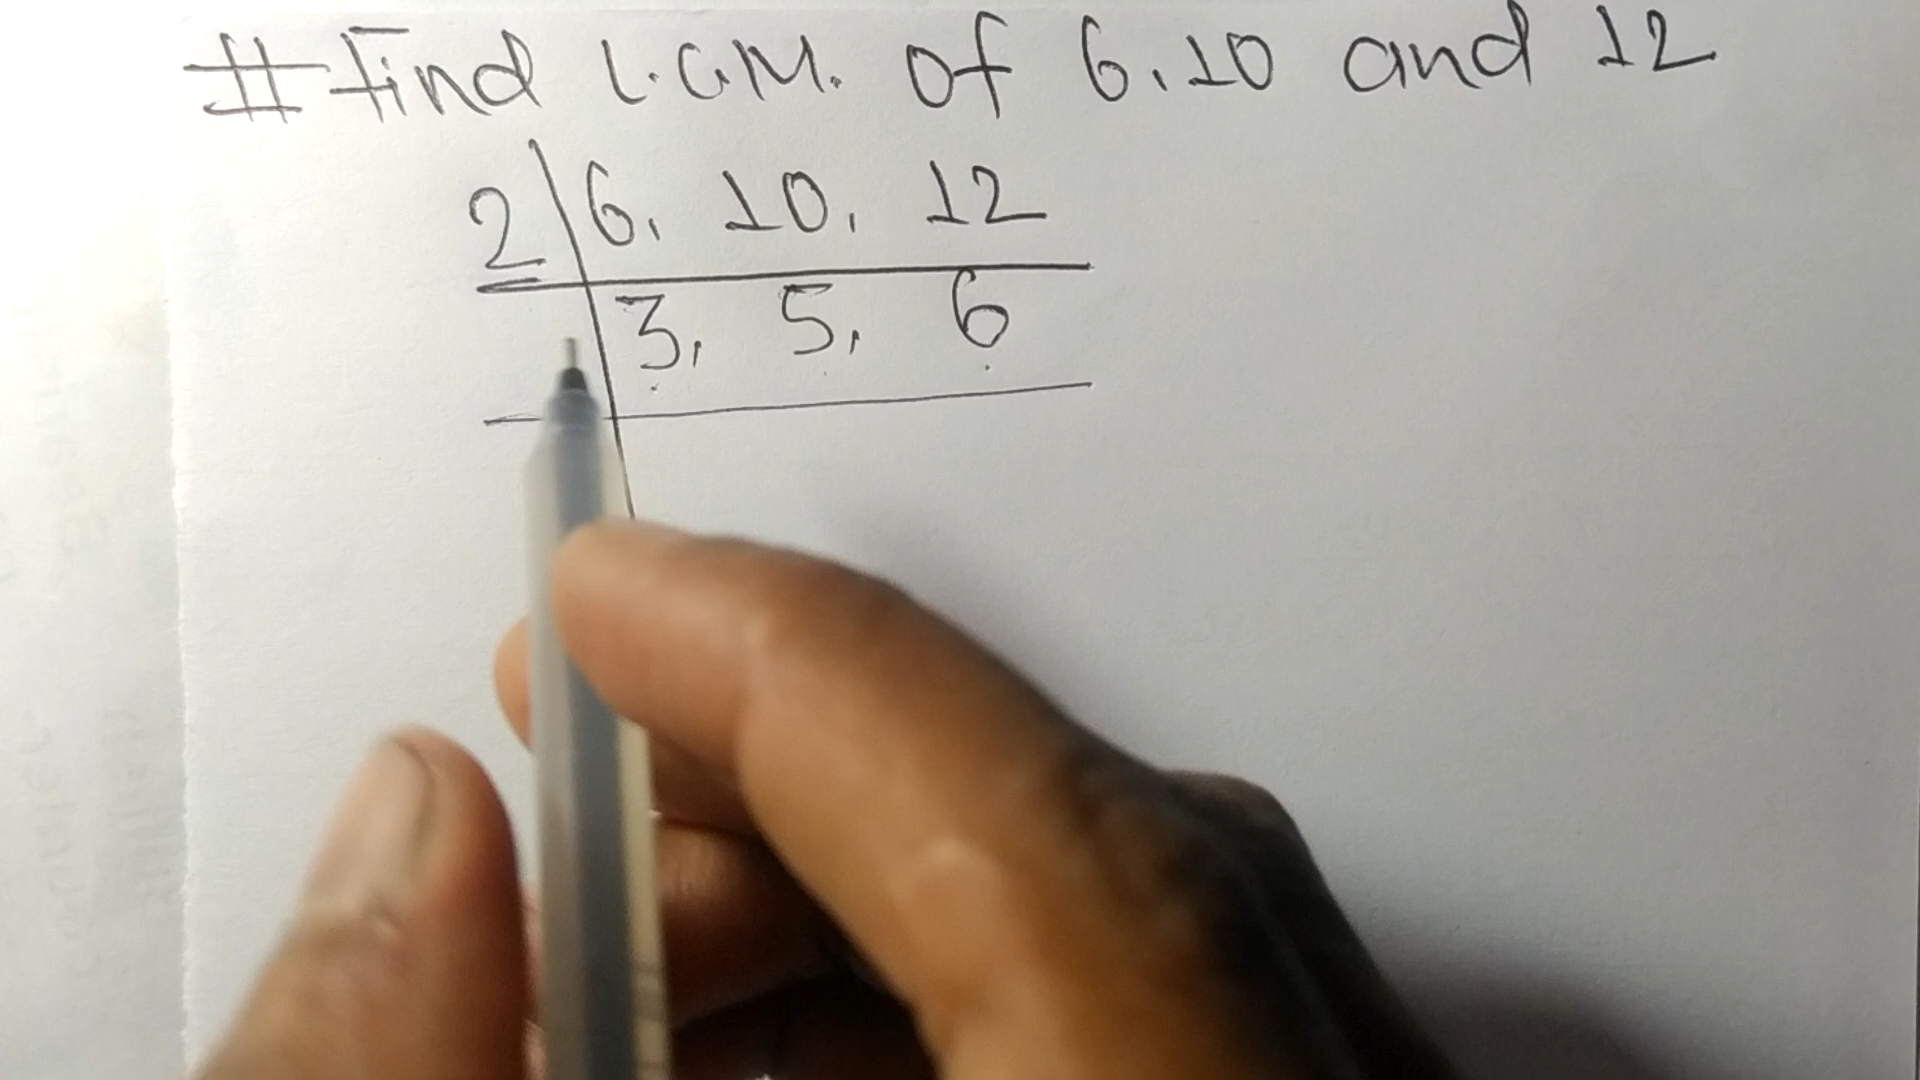 # Find L.C.M. of 6, 10 and 12
2 | 6, 10, 12
3, 5, 6